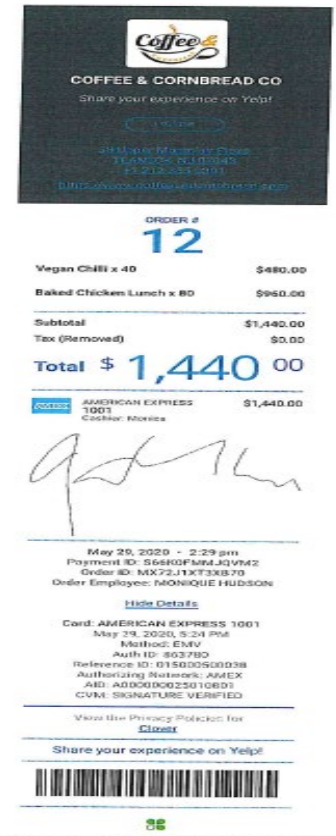 Coffee&
COFFEE & CORNBREAD CO
Share your experience on Yelp!
ORDER #
12
Vegan Chilli x 40 $480.00
Baked Chicken Lunch x 80 $960.00
Subtotal $1,440.00
Tax (Removed) $0.00
Total $ 1,440 00
AMEX AMERICAN EXPRESS $1,440.00
1001
Cashier: Monica
May 29, 2020 - 2:29 pm
Payment ID:
Order ID:
Order Employee: MONIQUE HUDSON
Hide Details
Card: AMERICAN EXPRESS 1001
May 29, 2020, 5:24 PM
Method: EMV
Auth ID: 863780
Reference ID: 015000500038
Authorizing Network: AMEX
AID: A000000025010801
CVM: SIGNATURE VERIFIED
View the Privacy Policies for
Clover
Share your experience on Yelp!